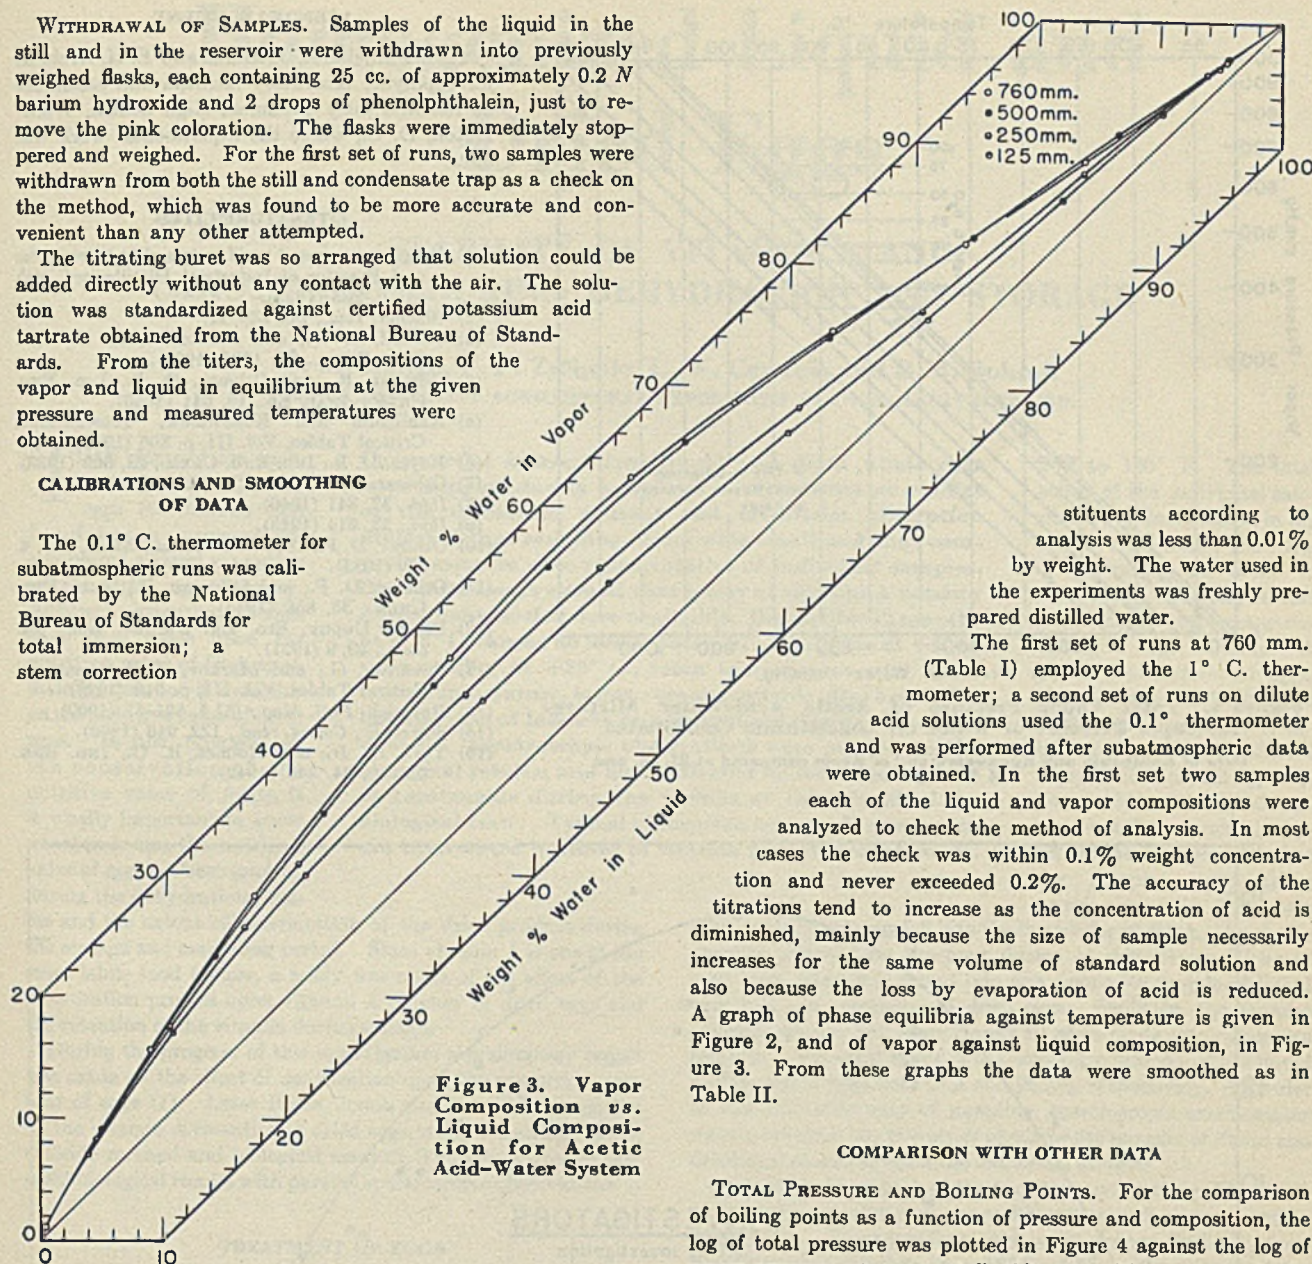 WITHDRAWAL OF SAMPLES. Samples of the liquid in the
still and in the reservoir were withdrawn into previously
weighed flasks, each containing 25 cc. of approximately 0.2 N
barium hydroxide and 2 drops of phenolphthalein, just to re-
move the pink coloration. The flasks were immediately stop-
pered and weighed. For the first set of runs, two samples were
withdrawn from both the still and condensate trap as a check on
the method, which was found to be more accurate and con-
venient than any other attempted.
The titrating buret was so arranged that solution could be
added directly without any contact with the air. The solu-
tion was standardized against certified potassium acid
tartrate obtained from the National Bureau of Stand-
ards. From the titers, the compositions of the
vapor and liquid in equilibrium at the given
pressure and measured temperatures were
obtained.
CALIBRATIONS AND SMOOTHING
OF DATA
The 0.1° C. thermometer for
subatmospheric runs was cali-
brated by the National
Bureau of Standards for
total immersion; a
stem correction
100
90
80
70
60
50
40
30
20
10
0
Weight % Water in Vapor
760 mm.
500 mm.
250 mm.
125 mm.
100
90
80
70
60
50
40
30
20
10
0
Weight % Water in Liquid
Figure 3. Vapor
Composition vs.
Liquid Composi-
tion for Acetic
Acid-Water System
stituents according to
analysis was less than 0.01%
by weight. The water used in
the experiments was freshly pre-
pared distilled water.
The first set of runs at 760 mm.
(Table I) employed the 1° C. ther-
mometer; a second set of runs on dilute
acid solutions used the 0.1° thermometer
and was performed after subatmospheric data
were obtained. In the first set two samples
each of the liquid and vapor compositions were
analyzed to check the method of analysis. In most
cases the check was within 0.1% weight concentra-
tion and never exceeded 0.2%. The accuracy of the
titrations tend to increase as the concentration of acid is
diminished, mainly because the size of sample necessarily
increases for the same volume of standard solution and
also because the loss by evaporation of acid is reduced.
A graph of phase equilibria against temperature is given in
Figure 2, and of vapor against liquid composition, in Fig-
ure 3. From these graphs the data were smoothed as in
Table II.
COMPARISON WITH OTHER DATA
TOTAL PRESSURE AND BOILING POINTS. For the comparison
of boiling points as a function of pressure and composition, the
log of total pressure was plotted in Figure 4 against the log of